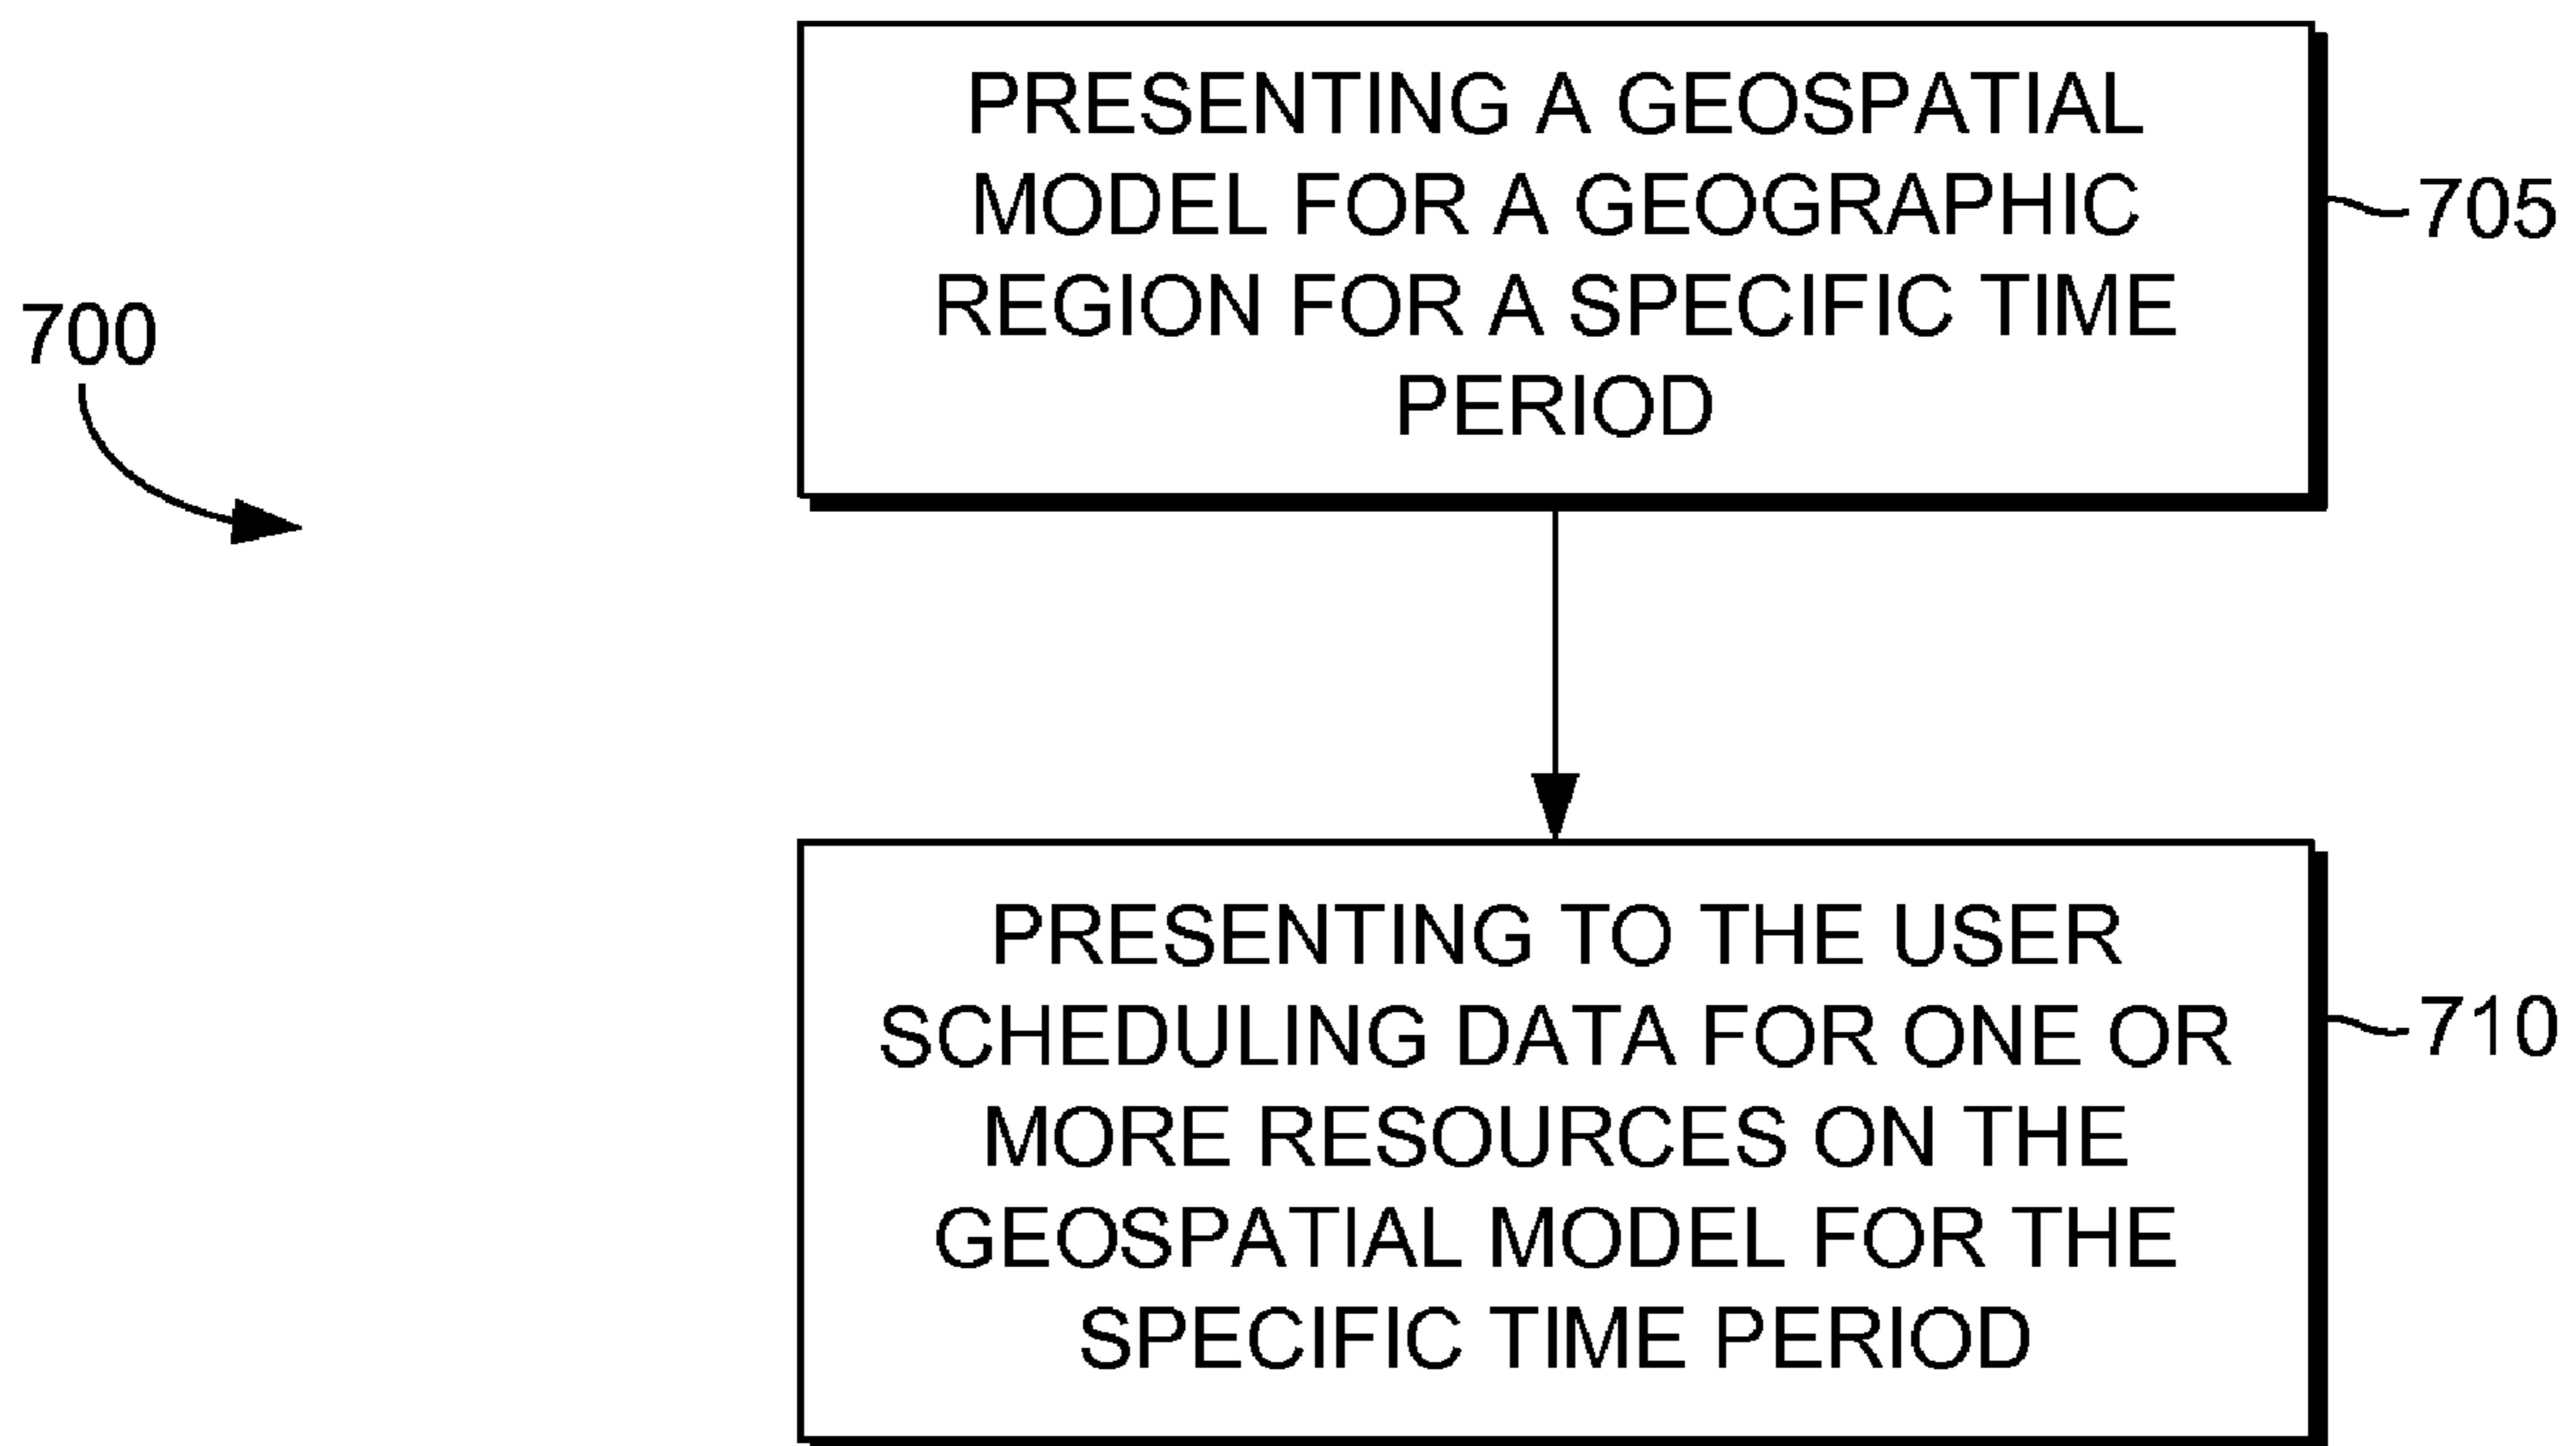 PRESENTING A GEOSPATIAL
MODEL FOR A GEOGRAPHIC
REGION FOR A SPECIFIC TIME
PERIOD
705
700
PRESENTING TO THE USER
SCHEDULING DATA FOR ONE OR
MORE RESOURCES ON THE
GEOSPATIAL MODEL FOR THE
SPECIFIC TIME PERIOD
710